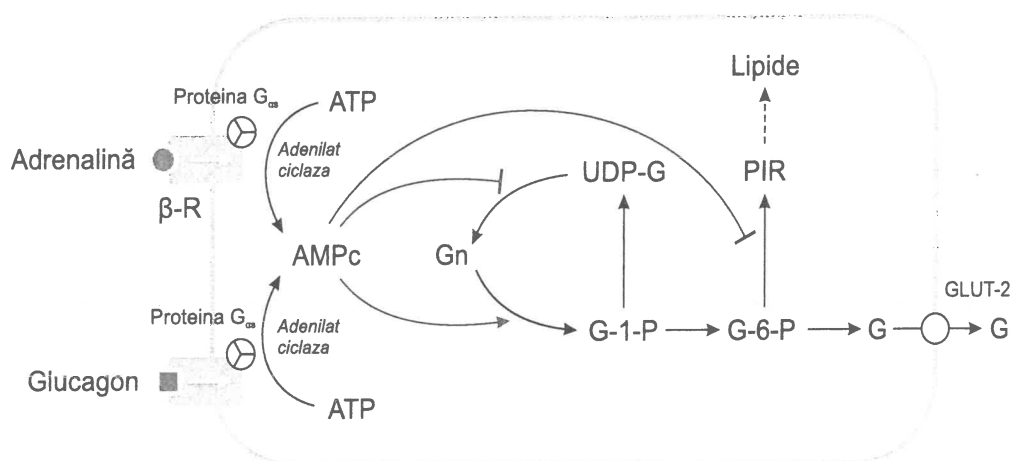 Lipide
Proteina Gαs
ATP
Adenilat
ciclaza
Adrenalină
UDP-G
PIR
β-R
AMPc
Gn
GLUT-2
Proteina Gαs
Adenilat
ciclaza
G-1-P
G-6-P
G
G
Glucagon
ATP